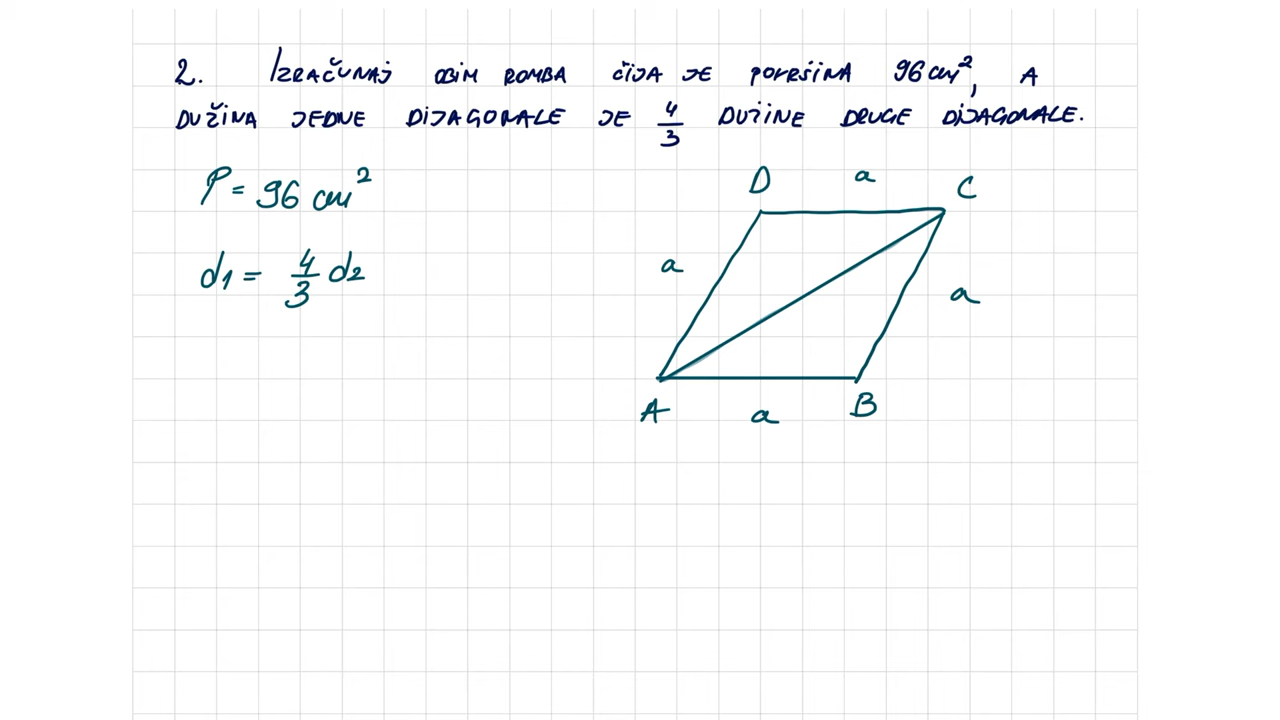 2. IZRAČUNAJ OBIM ROMBA ČIJA JE POVRŠINA 96 cm², A
DUŽINA JEDNE DIJAGONALE JE 4/3 DUŽINE DRUGE DIJAGONALE.
P = 96 cm²
d1 = 4/3 d2
D a C
a a
A a B